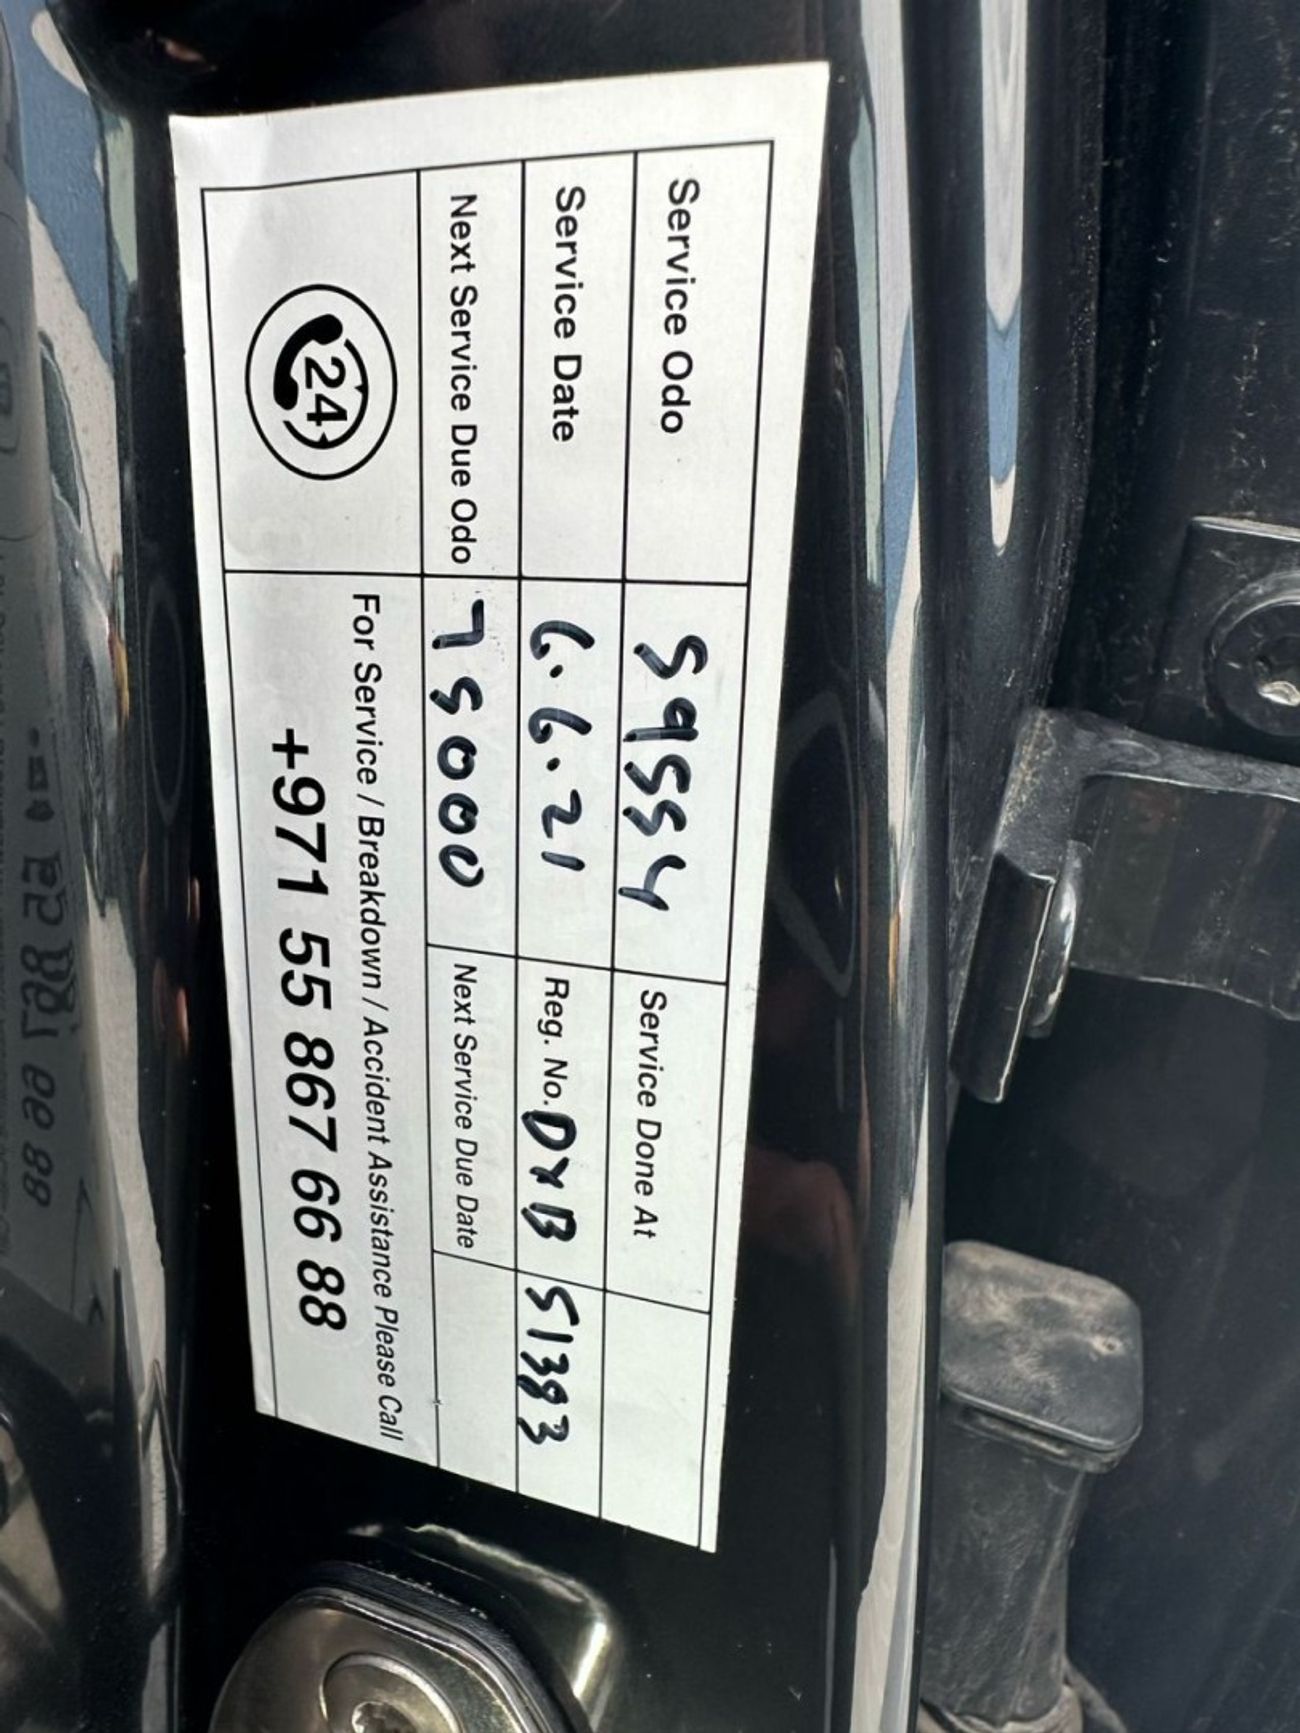 Service Odo 59554 Service Done At
Service Date 6.6.21 Reg. No. DXB 51383
Next Service Due Odo 75000 Next Service Due Date
24
For Service / Breakdown / Accident Assistance Please Call
+971 55 867 66 88